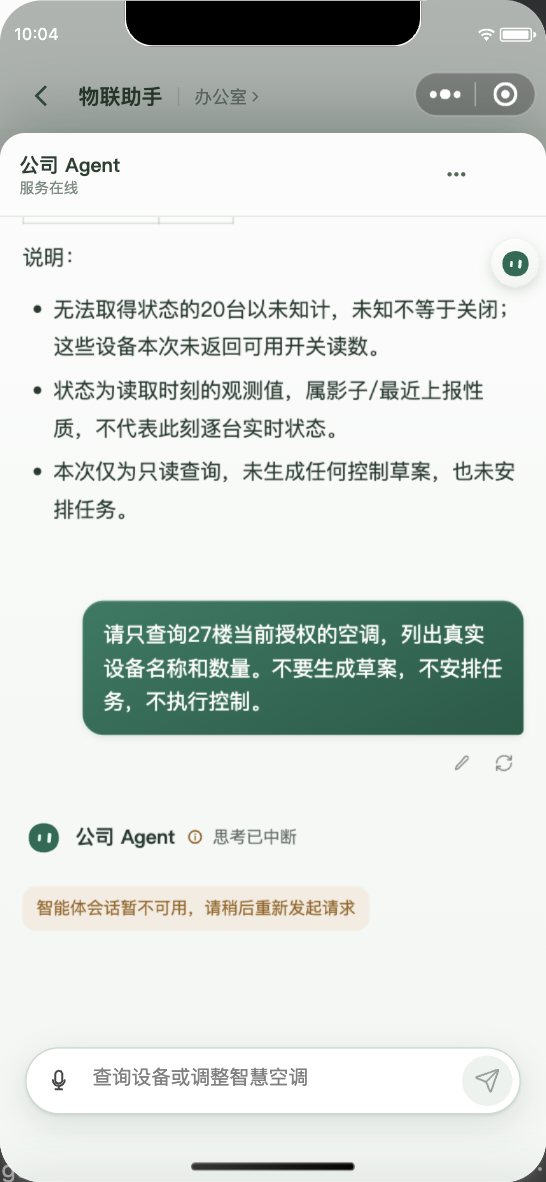 10:04
物联助手 办公室 >
公司 Agent
服务在线
说明：
• 无法取得状态的20台以未知计，未知不等于关闭；
这些设备本次未返回可用开关读数。
• 状态为读取时刻的观测值，属影子/最近上报性
质，不代表此刻逐台实时状态。
• 本次仅为只读查询，未生成任何控制草案，也未安
排任务。
请只查询27楼当前授权的空调，列出真实
设备名称和数量。不要生成草案，不安排任
务，不执行控制。
公司 Agent 思考已中断
智能体会话暂不可用，请稍后重新发起请求
查询设备或调整智慧空调